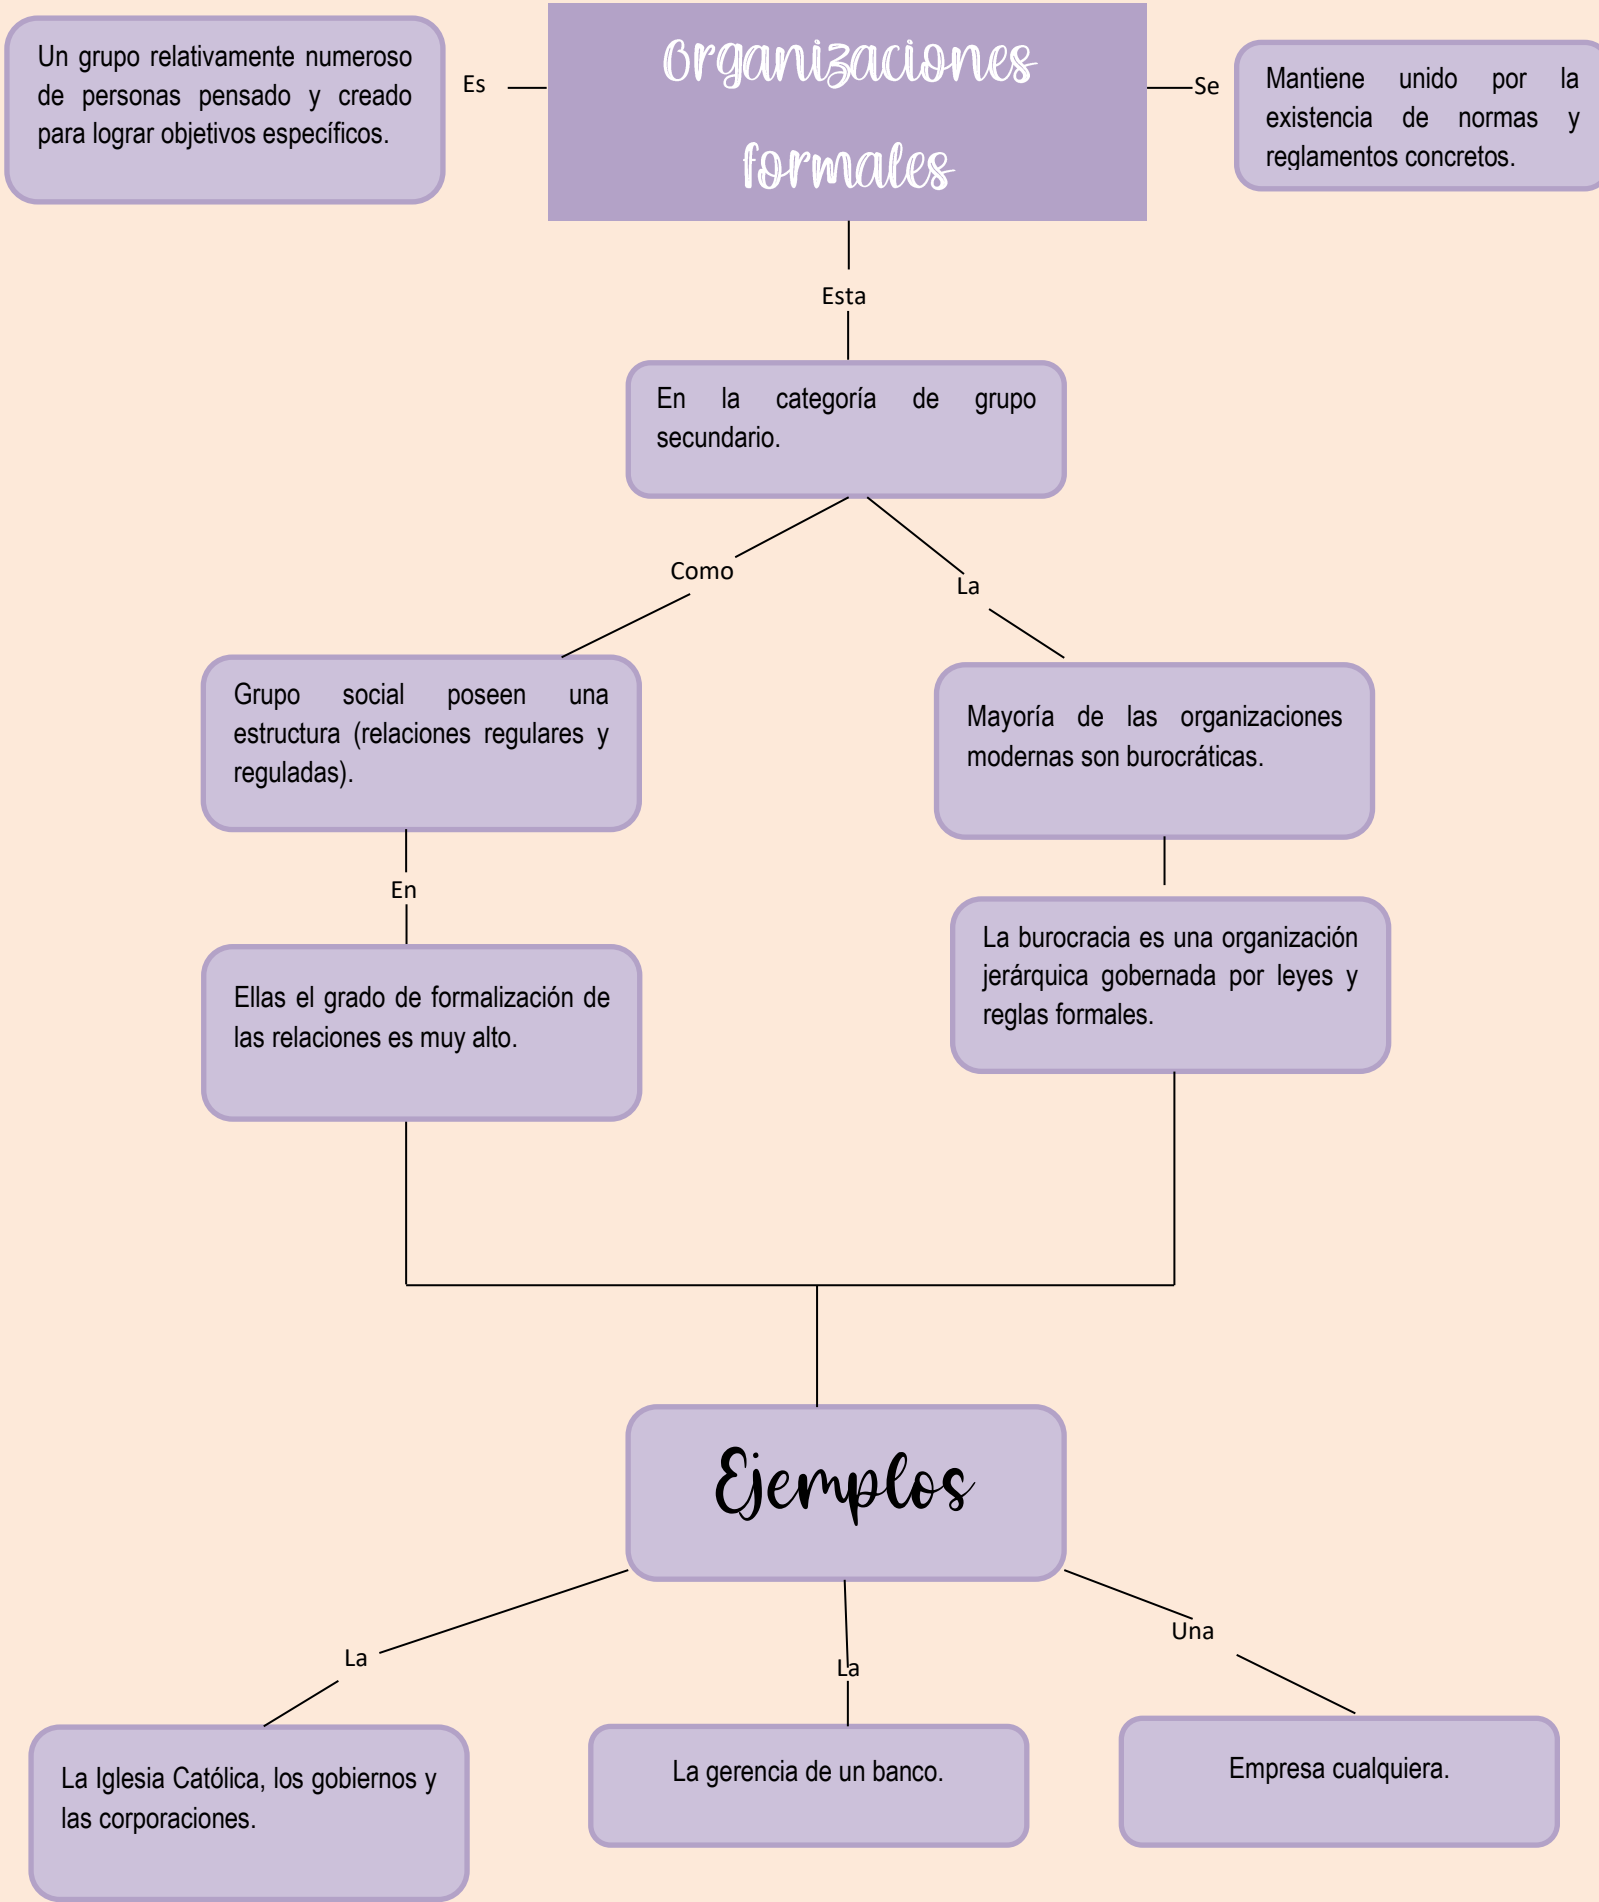 Organizaciones
formales
Un grupo relativamente numeroso
de personas pensado y creado
para lograr objetivos específicos.
Es
Se
Mantiene unido por la
existencia de normas y
reglamentos concretos.
Esta
En la categoría de grupo
secundario.
Como
La
Grupo social poseen una
estructura (relaciones regulares y
reguladas).
Mayoría de las organizaciones
modernas son burocráticas.
En
Ellas el grado de formalización de
las relaciones es muy alto.
La burocracia es una organización
jerárquica gobernada por leyes y
reglas formales.
Ejemplos
La
La
Una
La Iglesia Católica, los gobiernos y
las corporaciones.
La gerencia de un banco.
Empresa cualquiera.